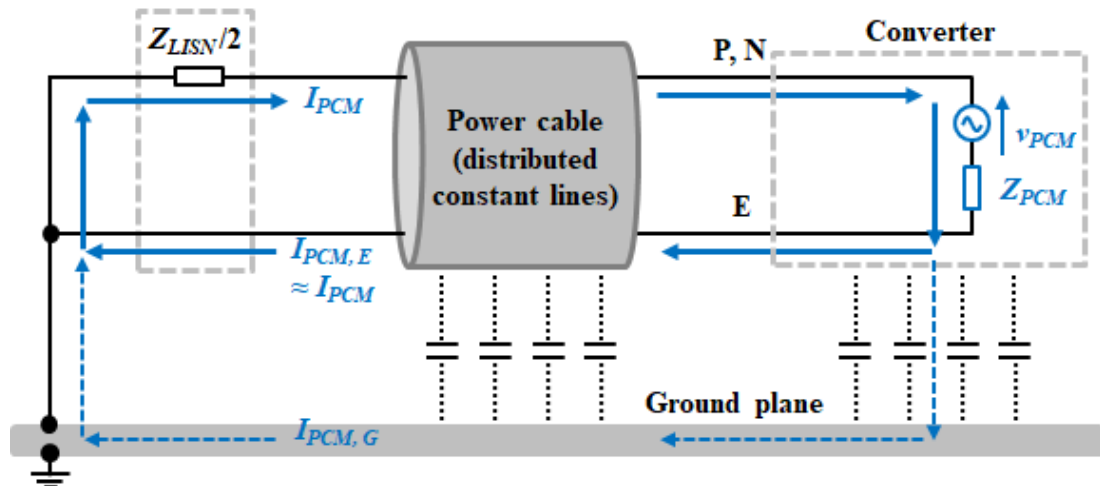 Z_LISN/2
P, N
Converter
I_PCM
Power cable
(distributed
constant lines)
v_PCM
Z_PCM
E
I_PCM, E
≈ I_PCM
Ground plane
I_PCM, G